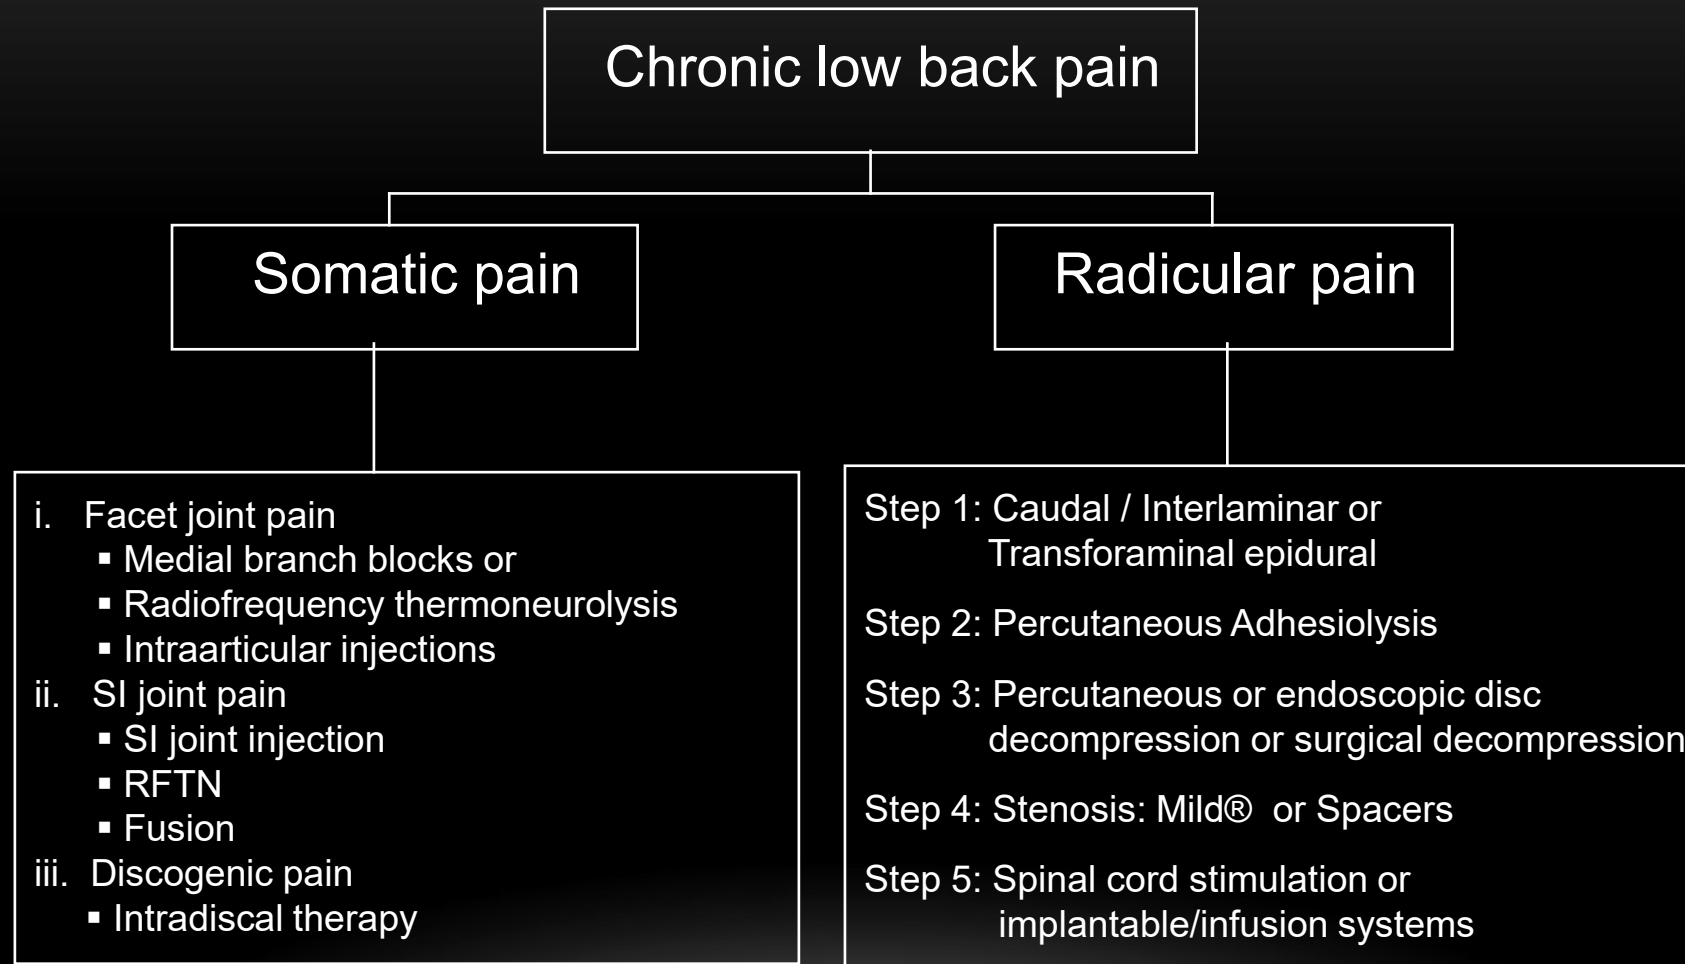 Chronic low back pain
Somatic pain
Radicular pain
i. Facet joint pain
▪ Medial branch blocks or
▪ Radiofrequency thermoneurolysis
▪ Intraarticular injections
ii. SI joint pain
▪ SI joint injection
▪ RFTN
▪ Fusion
iii. Discogenic pain
▪ Intradiscal therapy
Step 1: Caudal / Interlaminar or
Transforaminal epidural
Step 2: Percutaneous Adhesiolysis
Step 3: Percutaneous or endoscopic disc
decompression or surgical decompression
Step 4: Stenosis: Mild® or Spacers
Step 5: Spinal cord stimulation or
implantable/infusion systems